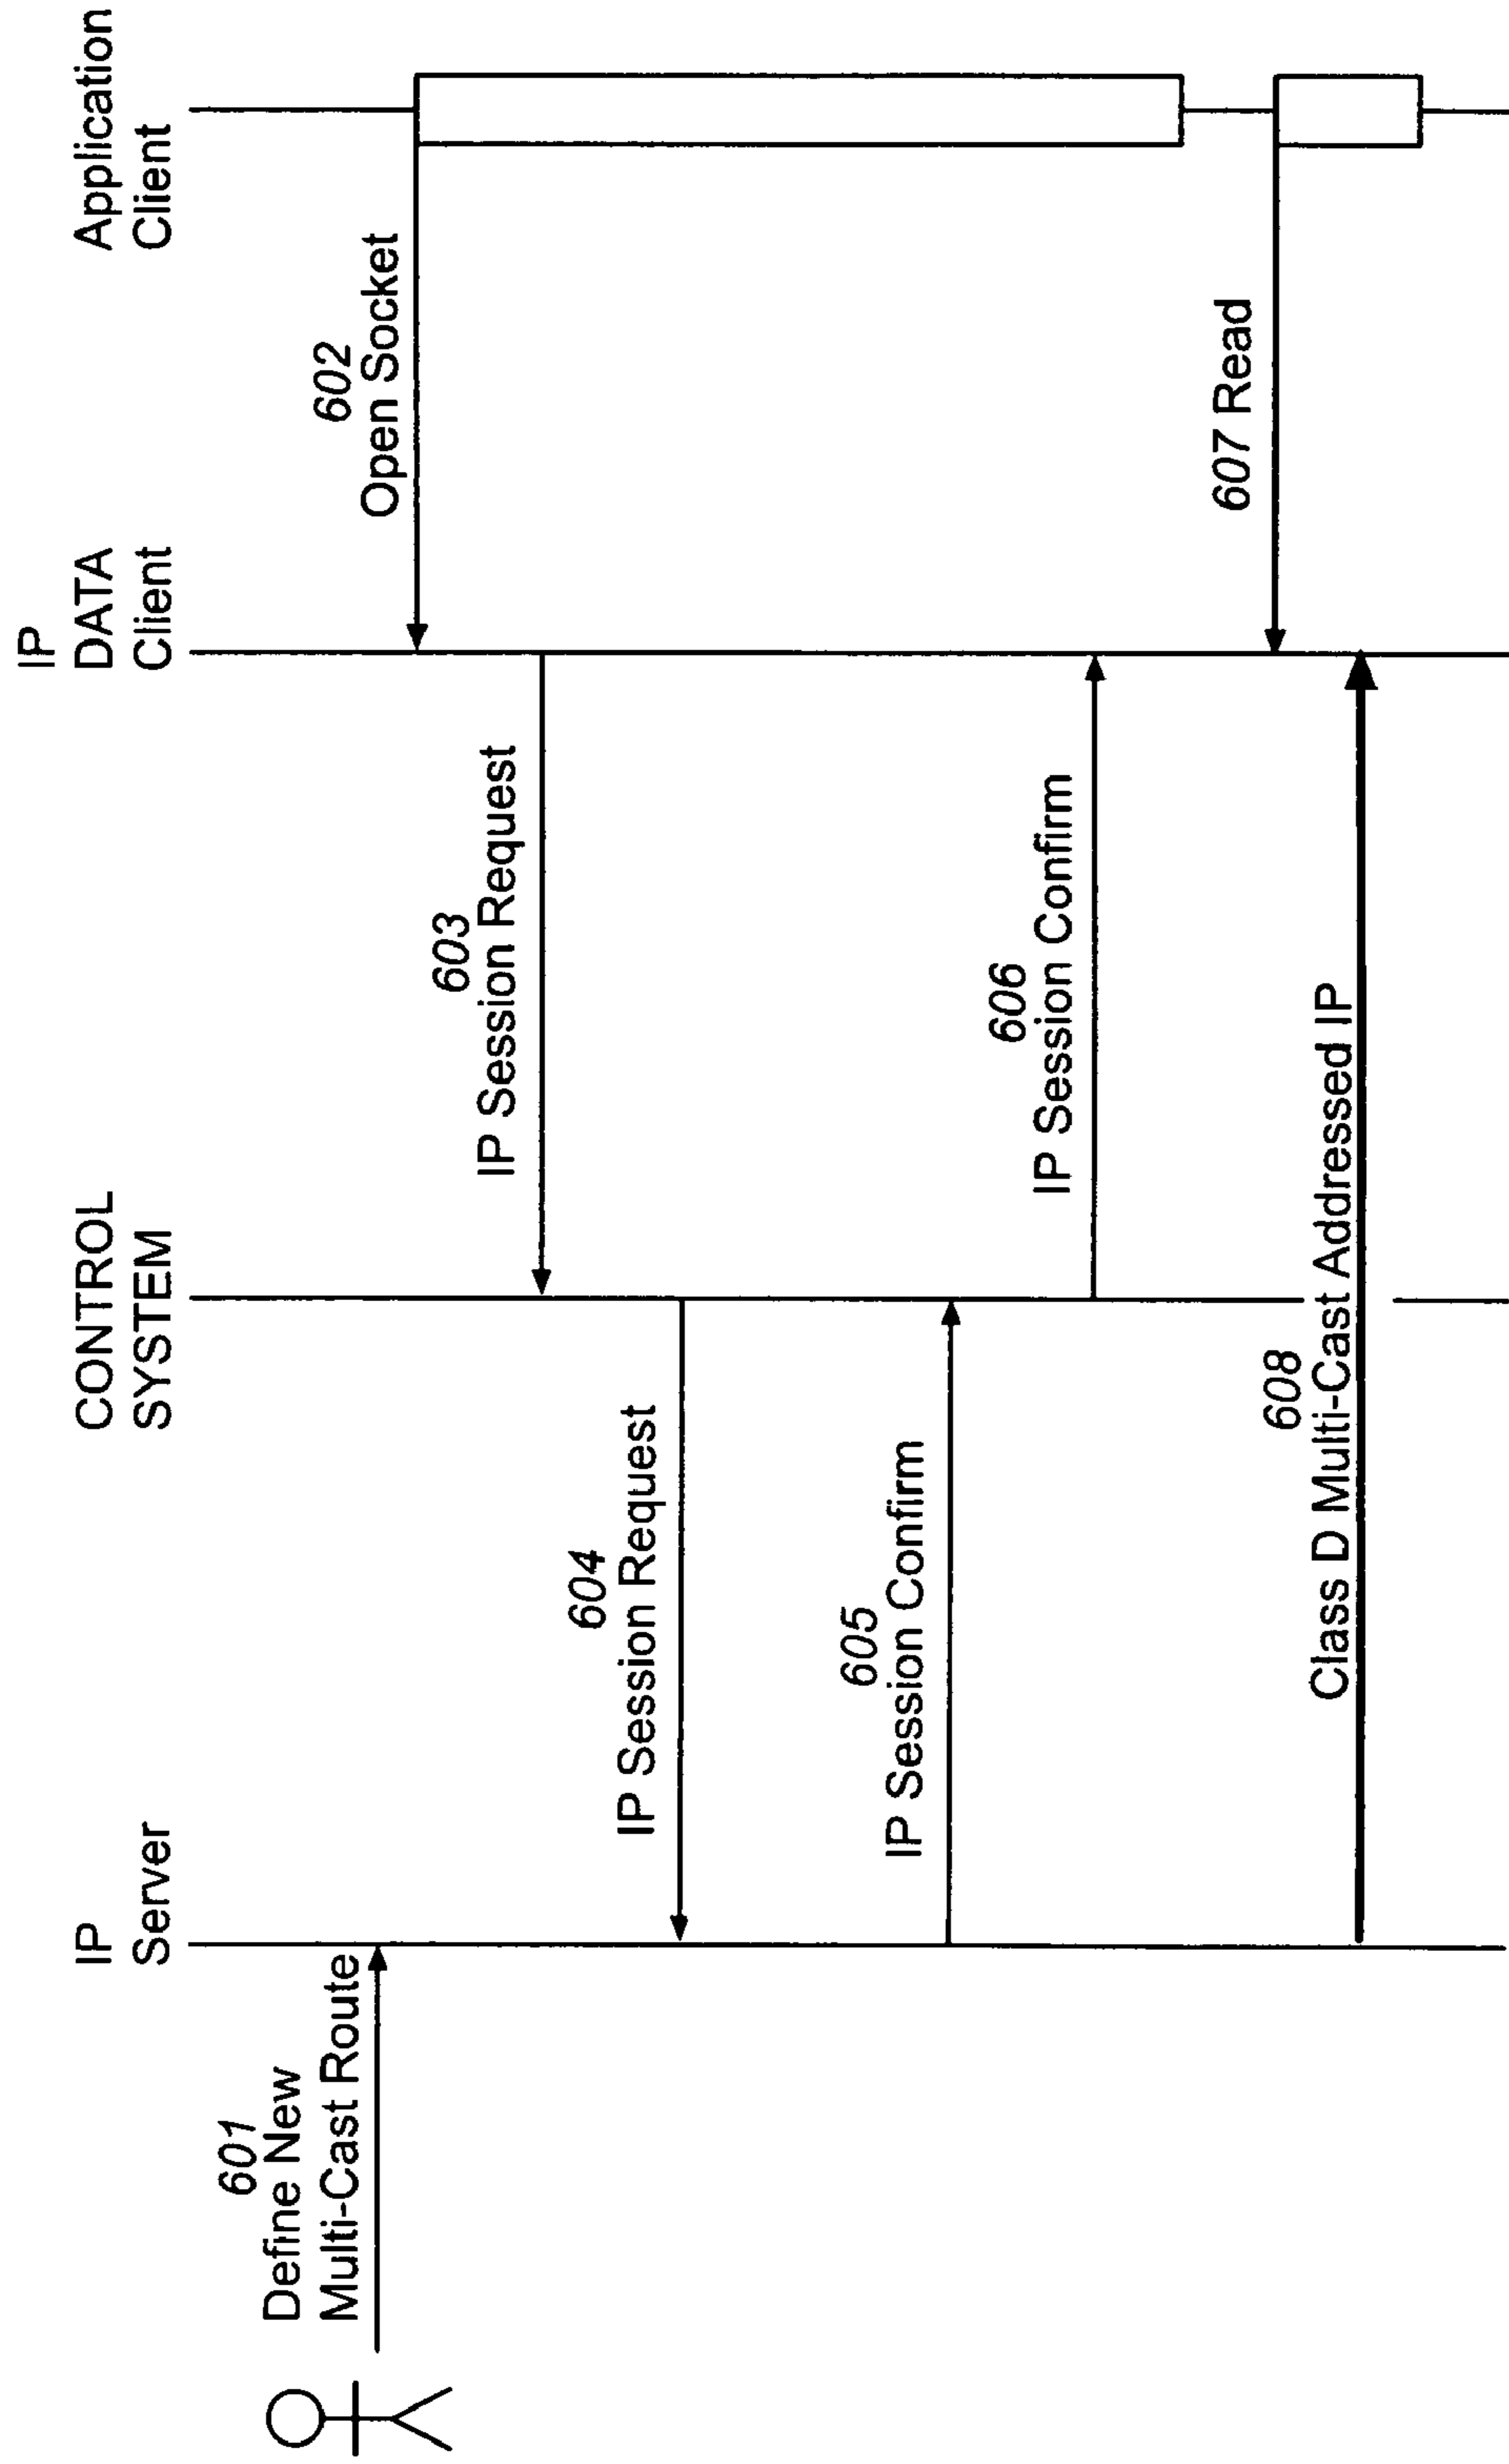 IP
Server
CONTROL
SYSTEM
IP
DATA
Client
Application
Client
601
Define New
Multi-Cast Route
602
Open Socket
603
IP Session Request
604
IP Session Request
605
IP Session Confirm
606
IP Session Confirm
607 Read
608
Class D Multi-Cast Addressed IP